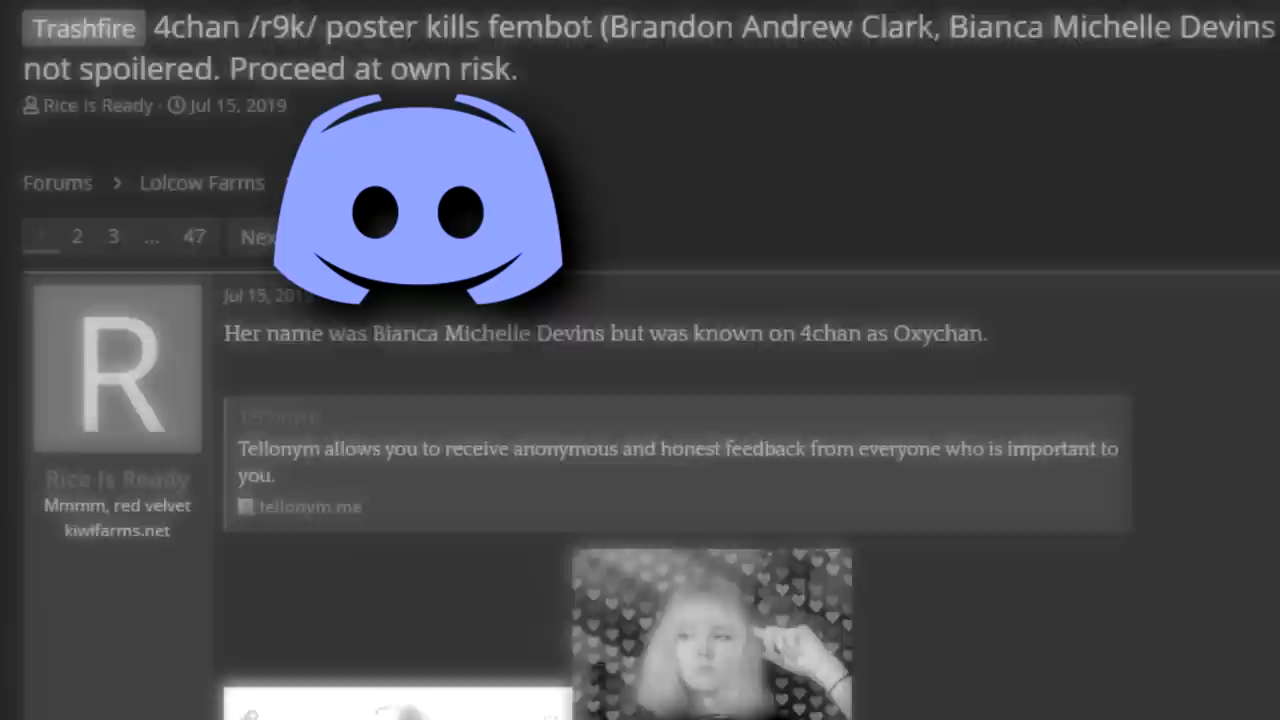 Trashfire 4chan /r9k/ poster kills fembot (Brandon Andrew Clark, Bianca Michelle Devins
not spoilered. Proceed at own risk.
Rice Is Ready · Jul 15, 2019
Forums > Lolcow Farms
1 2 3 ... 47
Jul 15, 201
Her name was Bianca Michelle Devins but was known on 4chan as Oxychan.
Tellonym
Tellonym allows you to receive anonymous and honest feedback from everyone who is important to
you.
tellonym.me
R
Rice Is Ready
Mmmm, red velvet
kiwifarms.net